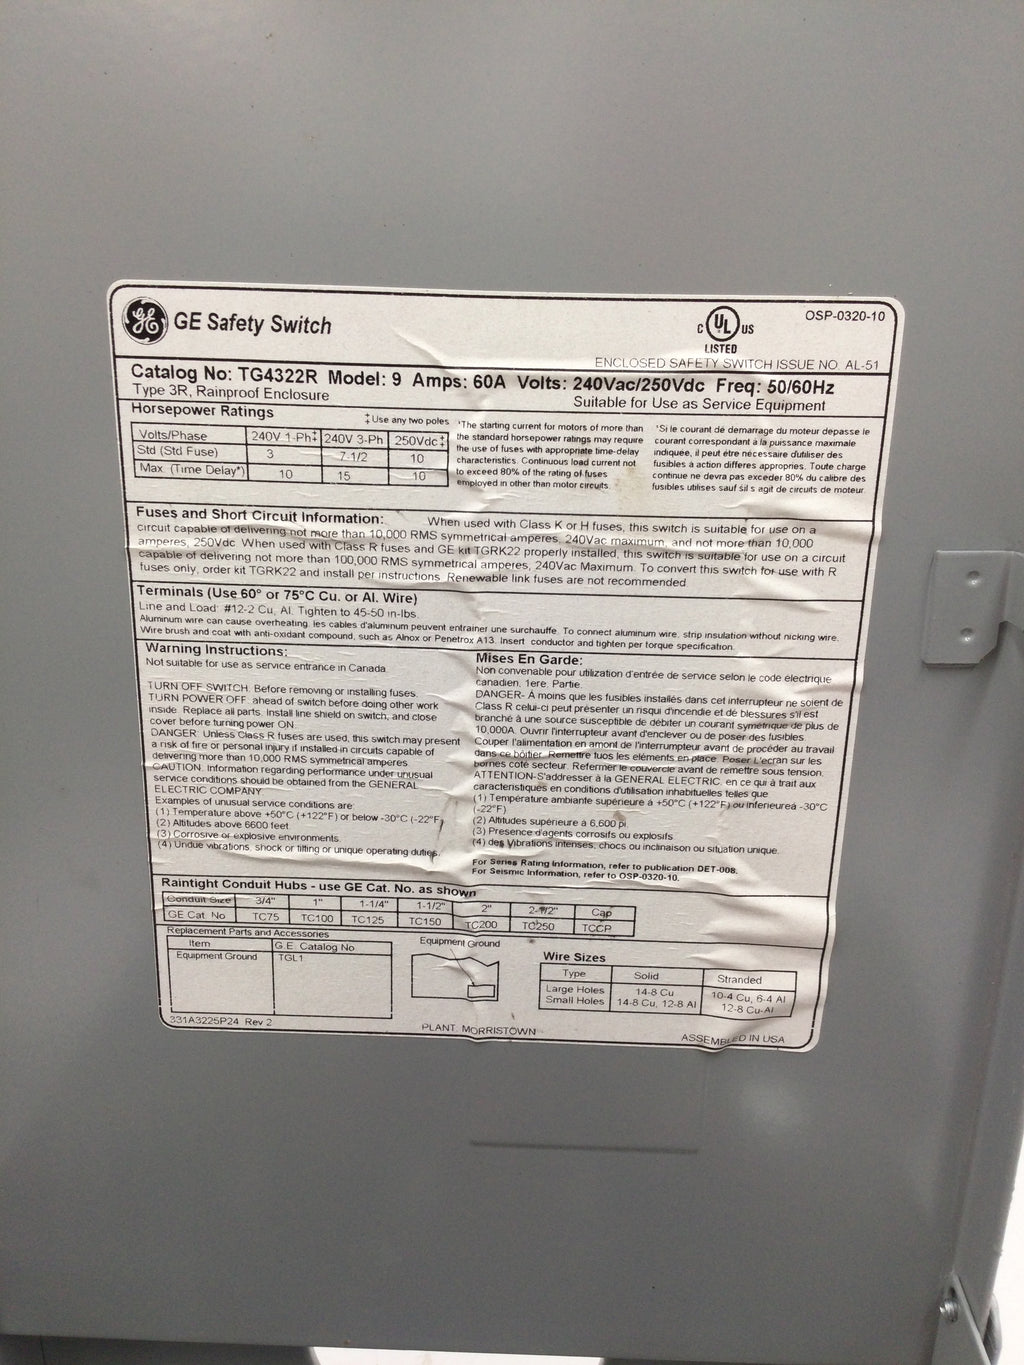 GE GE Safety Switch
C UL US
LISTED
OSP-0320-10
ENCLOSED SAFETY SWITCH ISSUE NO. AL-51
Catalog No: TG4322R Model: 9 Amps: 60A Volts: 240Vac/250Vdc Freq: 50/60Hz
Type 3R, Rainproof Enclosure
Suitable for Use as Service Equipment
Horsepower Ratings
‡Use any two poles
Volts/Phase 240V 1-Ph‡ 240V 3-Ph 250Vdc‡
Std (Std Fuse) 3 7-1/2 10
Max. (Time Delay*) 10 15 10
*The starting current for motors of more than
the standard horsepower ratings may require
the use of fuses with appropriate time-delay
characteristics. Continuous load current not
to exceed 80% of the rating of fuses
employed in other than motor circuits.
*Si le courant de démarrage du moteur depasse le
courant correspondant à la puissance maximale
indiquée, il peut étre nécessaire d'utiliser des
fusibles à action differes appropries. Toute charge
continue ne devra pas exceder 80% du calibre des
fusibles utilises sauf s'il s agit de circuits de moteur.
Fuses and Short Circuit Information: When used with Class K or H fuses, this switch is suitable for use on a
circuit capable of delivering not more than 10,000 RMS symmetrical amperes, 240Vac maximum, and not more than 10,000
amperes, 250Vdc. When used with Class R fuses and GE kit TGRK22 properly installed, this switch is suitable for use on a circuit
capable of delivering not more than 100,000 RMS symmetrical amperes, 240Vac Maximum. To convert this switch for use with R
fuses only, order kit TGRK22 and install per instructions. Renewable link fuses are not recommended.
Terminals (Use 60° or 75°C Cu. or Al. Wire)
Line and Load: #12-2 Cu, Al. Tighten to 45-50 in-lbs.
Aluminum wire can cause overheating. les cables d'aluminum peuvent entrainer une surchauffe. To connect aluminum wire, strip insulation without nicking wire.
Wire brush and coat with anti-oxidant compound, such as Alnox or Penetrox A13. Insert conductor and tighten per torque specification.
Warning Instructions:
Not suitable for use as service entrance in Canada.
TURN OFF SWITCH. Before removing or installing fuses.
TURN POWER OFF ahead of switch before doing other work
inside. Replace all parts. Install line shield on switch, and close
cover before turning power ON.
DANGER: Unless Class R fuses are used, this switch may present
a risk of fire or personal injury if installed in circuits capable of
delivering more than 10,000 RMS symmetrical amperes.
CAUTION: Information regarding performance under unusual
service conditions should be obtained from the GENERAL
ELECTRIC COMPANY
Examples of unusual service conditions are:
(1) Temperature above +50°C (+122°F) or below -30°C (-22°F)
(2) Altitudes above 6600 feet.
(3) Corrosive or explosive environments.
(4) Undue vibrations, shock or tilting or unique operating duties.
Mises En Garde:
Non convenable pour utilization d'entrée de service selon le code électrique
canadien, 1ere, Partie.
DANGER- À moins que les fusibles installés dans cet interrupteur ne soient de
Class R celui-ci peut présenter un risqui d'incendie et de blessures s'il est
branché à une source susceptible de débiter un courant symétrique de plus de
10,000A. Ouvrir l'interrupteur avant d'enclever ou de poser des fusibles.
Couper l'alimentation en amont de l'interrumpteur avant de procéder au travail
dans ce boîtier. Remettre tuos les eléments en place. Poser L'ecran sur les
bornes coté secteur. Refermer le couvercle avant de remettre sous tension.
ATTENTION-S'addresser à la GENERAL ELECTRIC, en ce qui à trait aux
caractéristiques en conditions d'utilisation inhabituelles telles que
(1) Température ambiante supérieure à +50°C (+122°F) ou inferieureá -30°C
(-22°F)
(2) Altitudes supérieure à 6,600 pi.
(3) Presence d'agents corrosifs ou explosifs.
(4) des Vibrations intenses, chocs ou inclinaison ou situation unique.
For Series Rating Information, refer to publication DET-008.
For Seismic Information, refer to OSP-0320-10.
Raintight Conduit Hubs - use GE Cat. No. as shown
Conduit Size 3/4" 1" 1-1/4" 1-1/2" 2" 2-1/2" Cap
GE Cat. No TC75 TC100 TC125 TC150 TC200 TC250 TCCP
Replacement Parts and Accessories
Item G.E. Catalog No
Equipment Ground TGL1
Equipment Ground
Wire Sizes
Type Solid Stranded
Large Holes 14-8 Cu 10-4 Cu, 6-4 Al
Small Holes 14-8 Cu, 12-8 Al 12-8 Cu-Al
331A3225P24 Rev 2
PLANT: MORRISTOWN
ASSEMBLED IN USA